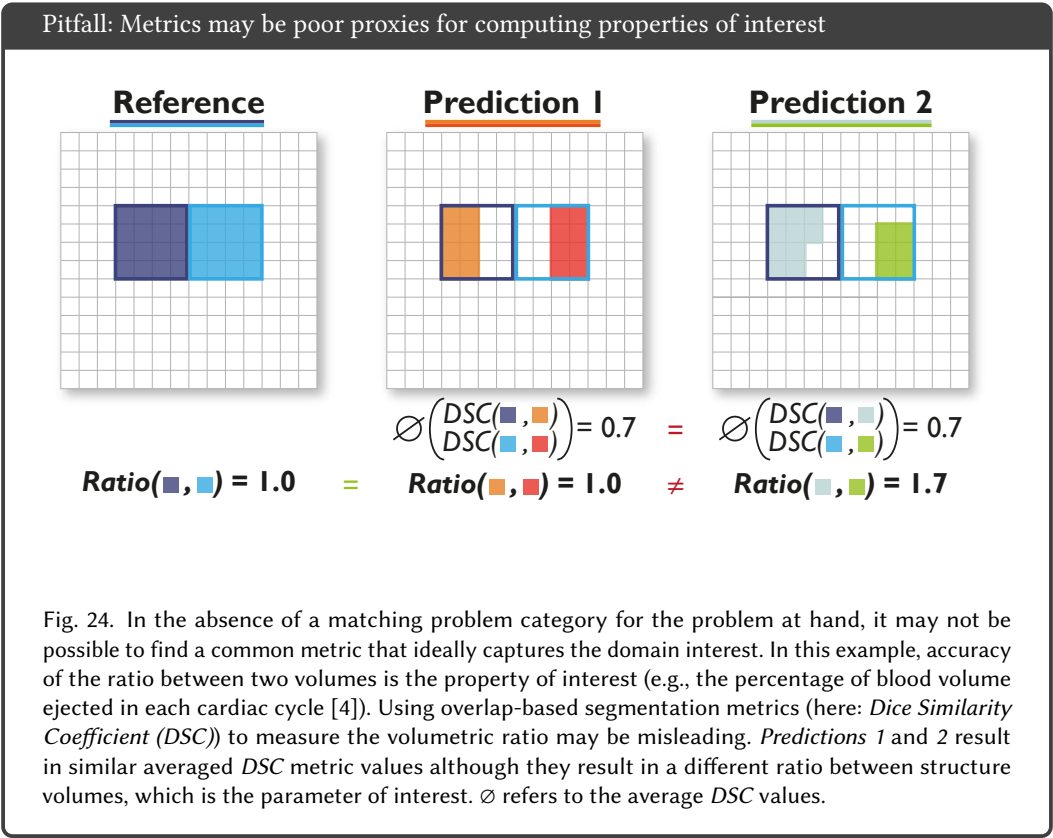 Pitfall: Metrics may be poor proxies for computing properties of interest
Reference Prediction 1 Prediction 2
∅(DSC(■,■) DSC(■,■)) = 0.7 = ∅(DSC(■,■) DSC(■,■)) = 0.7
Ratio(■,■) = 1.0 = Ratio(■,■) = 1.0 ≠ Ratio(■,■) = 1.7
Fig. 24. In the absence of a matching problem category for the problem at hand, it may not be
possible to find a common metric that ideally captures the domain interest. In this example, accuracy
of the ratio between two volumes is the property of interest (e.g., the percentage of blood volume
ejected in each cardiac cycle [4]). Using overlap-based segmentation metrics (here: Dice Similarity
Coefficient (DSC)) to measure the volumetric ratio may be misleading. Predictions 1 and 2 result
in similar averaged DSC metric values although they result in a different ratio between structure
volumes, which is the parameter of interest. ∅ refers to the average DSC values.